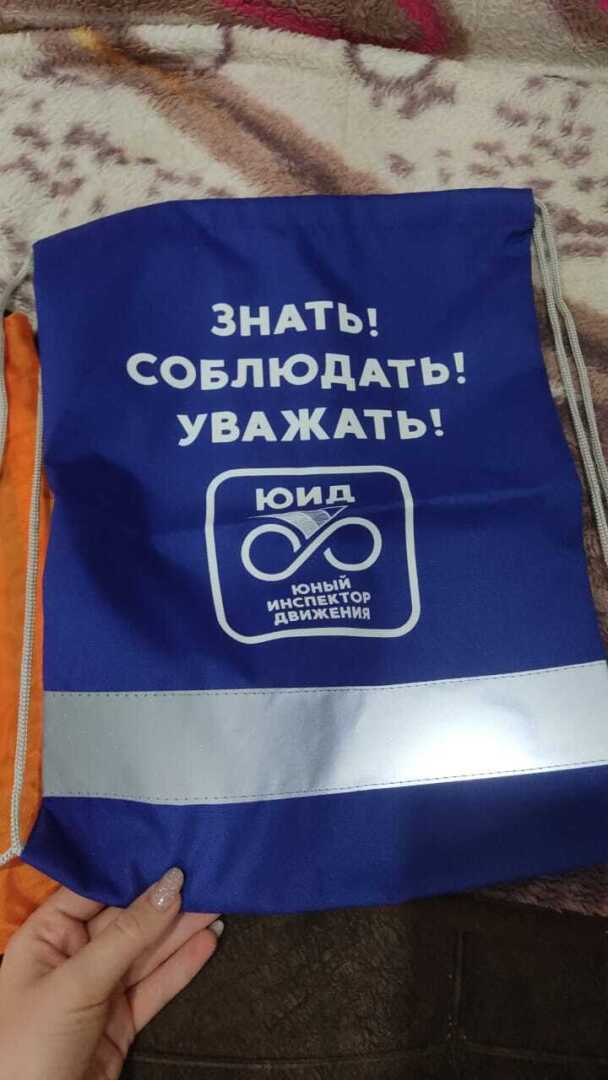 ЗНАТЬ!
СОБЛЮДАТЬ!
УВАЖАТЬ!
ЮИД
ЮНЫЙ
ИНСПЕКТОР
ДВИЖЕНИЯ